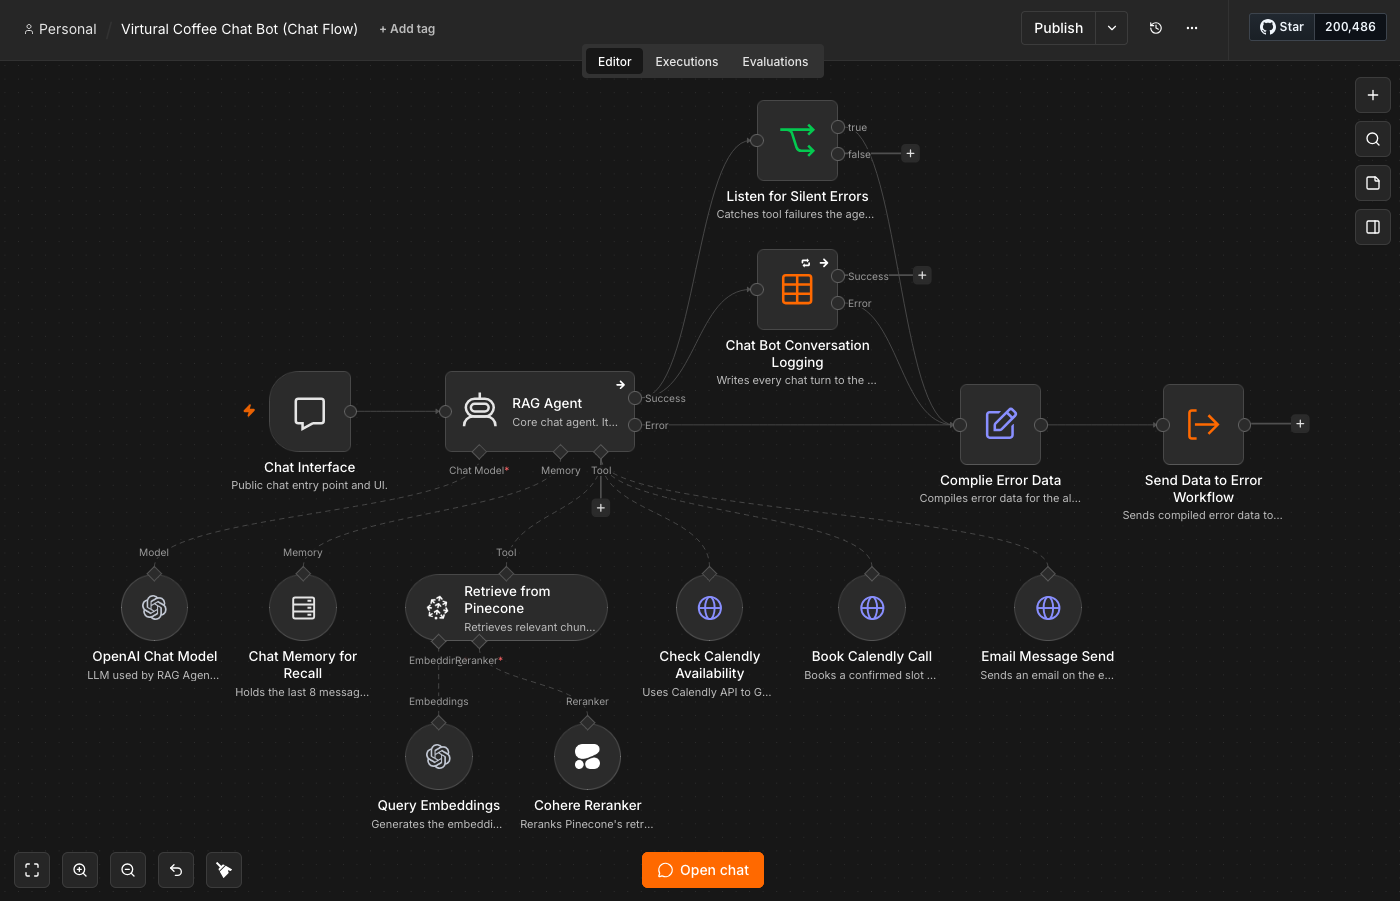 Personal / Virtural Coffee Chat Bot (Chat Flow) + Add tag
Publish
Star 200,486
Editor Executions Evaluations
true
false
Listen for Silent Errors
Catches tool failures the age...
Success
Error
Chat Bot Conversation
Logging
Writes every chat turn to the ...
RAG Agent
Core chat agent. It...
Success
Error
Chat Model*
Memory
Tool
Chat Interface
Public chat entry point and UI.
Complie Error Data
Compiles error data for the al...
Send Data to Error
Workflow
Sends compiled error data to...
Model
Memory
Tool
OpenAI Chat Model
LLM used by RAG Agen...
Chat Memory for
Recall
Holds the last 8 messag...
Retrieve from
Pinecone
Retrieves relevant chun...
Check Calendly
Availability
Uses Calendly API to G...
Book Calendly Call
Books a confirmed slot ...
Email Message Send
Sends an email on the e...
Reranker*
Embeddings
Reranker
Query Embeddings
Generates the embeddi...
Cohere Reranker
Reranks Pinecone's retr...
Open chat